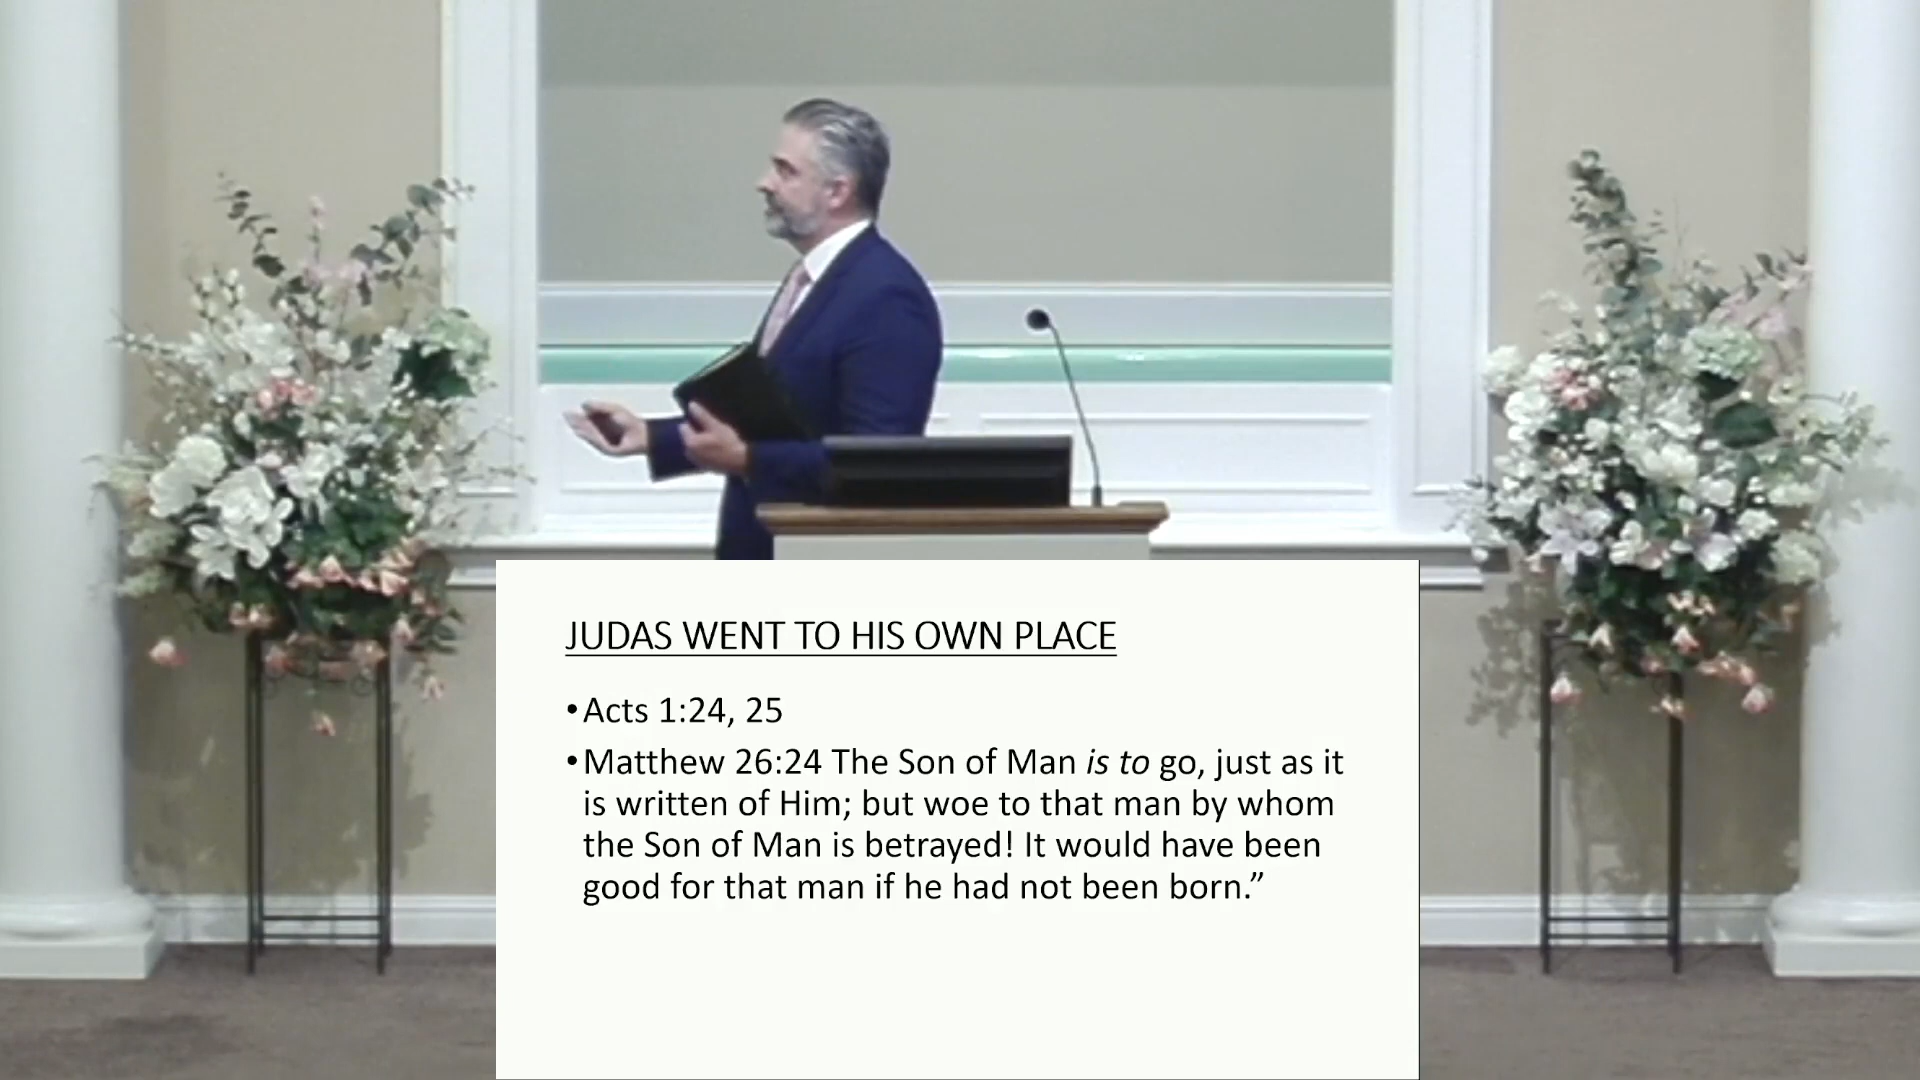 JUDAS WENT TO HIS OWN PLACE
•Acts 1:24, 25
•Matthew 26:24 The Son of Man is to go, just as it
is written of Him; but woe to that man by whom
the Son of Man is betrayed! It would have been
good for that man if he had not been born.”